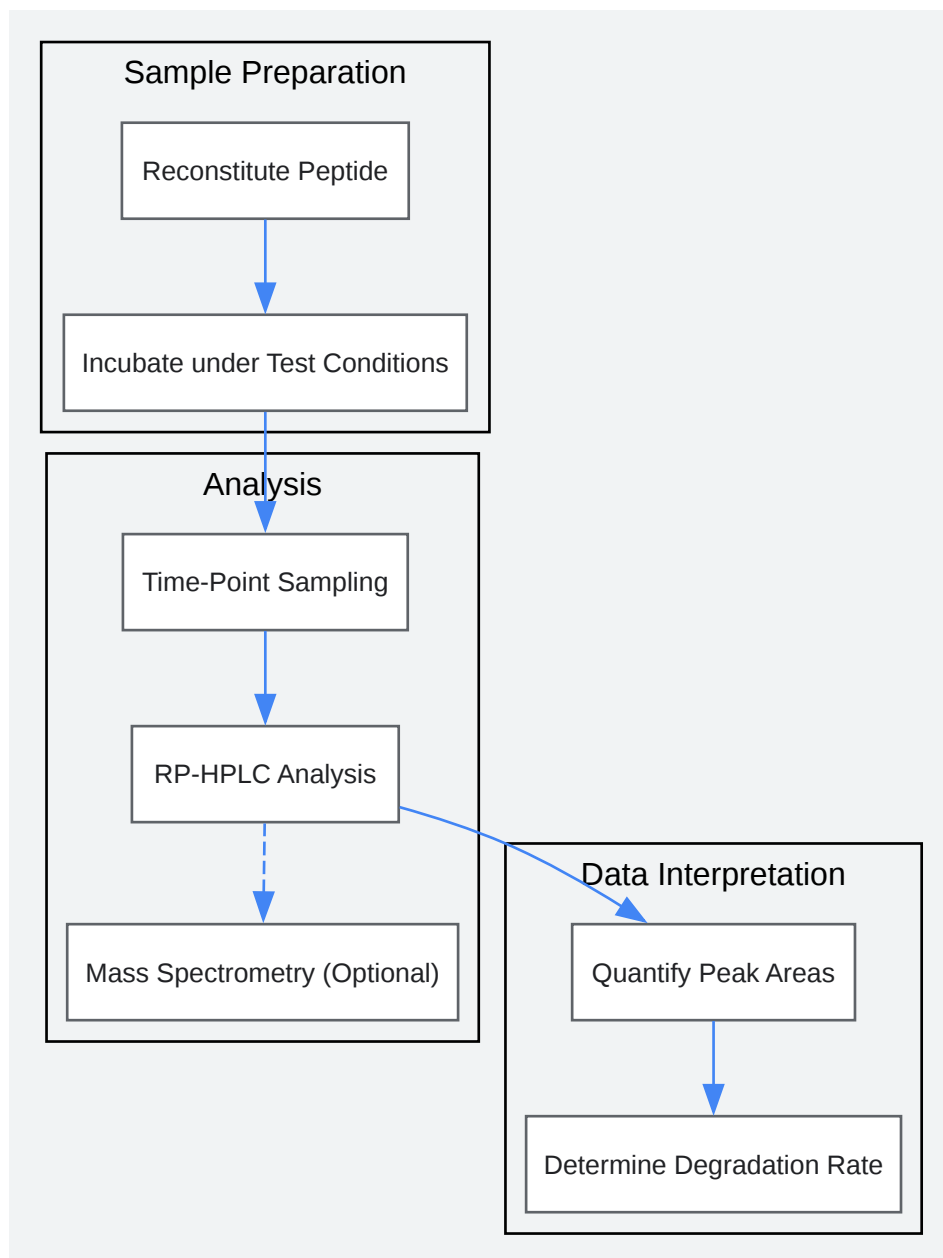 Sample Preparation
Reconstitute Peptide
Incubate under Test Conditions
Analysis
Time-Point Sampling
RP-HPLC Analysis
Mass Spectrometry (Optional)
Data Interpretation
Quantify Peak Areas
Determine Degradation Rate